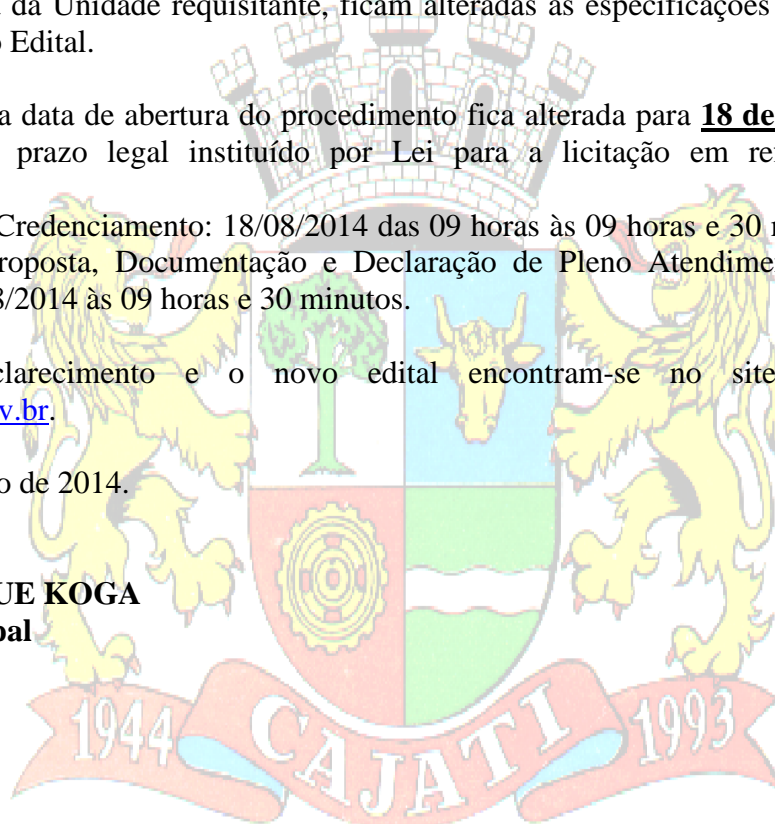 da Unidade requisitante, ficam alteradas as especificações
Edital.
a data de abertura do procedimento fica alterada para 18 de
prazo legal instituído por Lei para a licitação em
Credenciamento: 18/08/2014 das 09 horas às 09 horas e 30
roposta, Documentação e Declaração de Pleno Atendime
8/2014 às 09 horas e 30 minutos.
clarecimento e o novo edital encontram-se no site
v.br.
o de 2014.
UE KOGA
pal
1944 CAJATI 1993